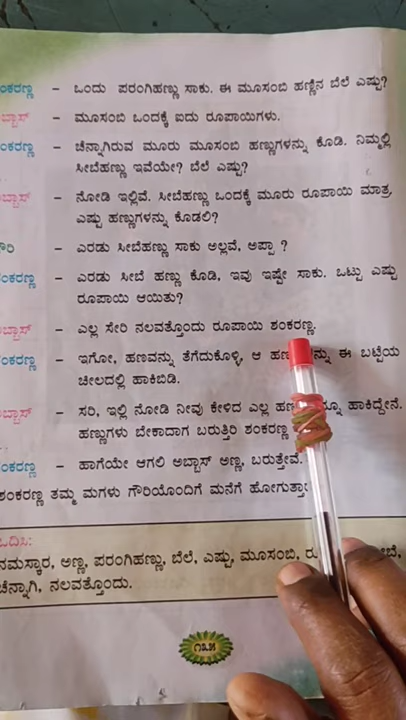 ಂಕರಣ್ಣ – ಒಂದು ಪರಂಗಿಹಣ್ಣು ಸಾಕು. ಈ ಮೂಸಂಬಿ ಹಣ್ಣಿನ ಬೆಲೆ ಎಷ್ಟು?
ಬ್ಬಾಸ್ – ಮೂಸಂಬಿ ಒಂದಕ್ಕೆ ಐದು ರೂಪಾಯಿಗಳು.
ಂಕರಣ್ಣ – ಚೆನ್ನಾಗಿರುವ ಮೂರು ಮೂಸಂಬಿ ಹಣ್ಣುಗಳನ್ನು ಕೊಡಿ. ನಿಮ್ಮಲ್ಲಿ
ಸೀಬೆಹಣ್ಣು ಇವೆಯೇ? ಬೆಲೆ ಎಷ್ಟು?
ಬ್ಬಾಸ್ – ನೋಡಿ ಇಲ್ಲಿವೆ. ಸೀಬೆಹಣ್ಣು ಒಂದಕ್ಕೆ ಮೂರು ರೂಪಾಯಿ ಮಾತ್ರ
ಎಷ್ಟು ಹಣ್ಣುಗಳನ್ನು ಕೊಡಲಿ?
ೌರಿ – ಎರಡು ಸೀಬೆಹಣ್ಣು ಸಾಕು ಅಲ್ಲವೆ, ಅಪ್ಪಾ ?
ಂಕರಣ್ಣ – ಎರಡು ಸೀಬೆ ಹಣ್ಣು ಕೊಡಿ, ಇವು ಇಷ್ಟೇ ಸಾಕು. ಒಟ್ಟು ಎಷ್ಟು
ರೂಪಾಯಿ ಆಯಿತು?
ಬ್ಬಾಸ್ – ಎಲ್ಲ ಸೇರಿ ನಲವತ್ತೊಂದು ರೂಪಾಯಿ ಶಂಕರಣ್ಣ.
ಂಕರಣ್ಣ – ಇಗೋ, ಹಣವನ್ನು ತೆಗೆದುಕೊಳ್ಳಿ, ಆ ಈ ಬಟ್ಟೆಯ
ಚೀಲದಲ್ಲಿ ಹಾಕಿಬಿಡಿ.
ಬ್ಬಾಸ್ – ಸರಿ, ಇಲ್ಲಿ ನೋಡಿ ನೀವು ಕೇಳಿದ ಎಲ್ಲ ಹಾಕಿದ್ದೇನೆ.
ಹಣ್ಣುಗಳು ಬೇಕಾದಾಗ ಬರುತ್ತಿರಿ ಶಂಕರಣ್ಣ
ಂಕರಣ್ಣ – ಹಾಗೆಯೇ ಆಗಲಿ ಅಬ್ಬಾಸ್ ಅಣ್ಣ, ಬರುತ್ತೇವೆ.
ಶಂಕರಣ್ಣ ತಮ್ಮ ಮಗಳು ಗೌರಿಯೊಂದಿಗೆ ಮನೆಗೆ
ಓದಿಸಿ:
ನಮಸ್ಕಾರ, ಅಣ್ಣ, ಪರಂಗಿಹಣ್ಣು, ಬೆಲೆ, ಎಷ್ಟು, ಮೂಸಂಬಿ,
ಚೆನ್ನಾಗಿ, ನಲವತ್ತೊಂದು.
೧೩೫